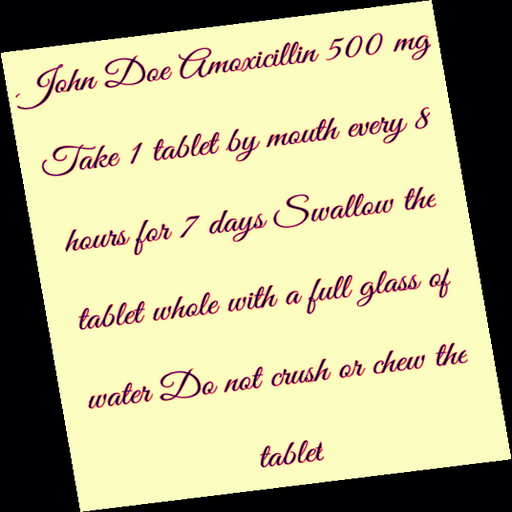 John Doe Amoxicillin 500 mg
Take 1 tablet by mouth every 8
hours for 7 days Swallow the
tablet whole with a full glass of
water Do not crush or chew the
tablet